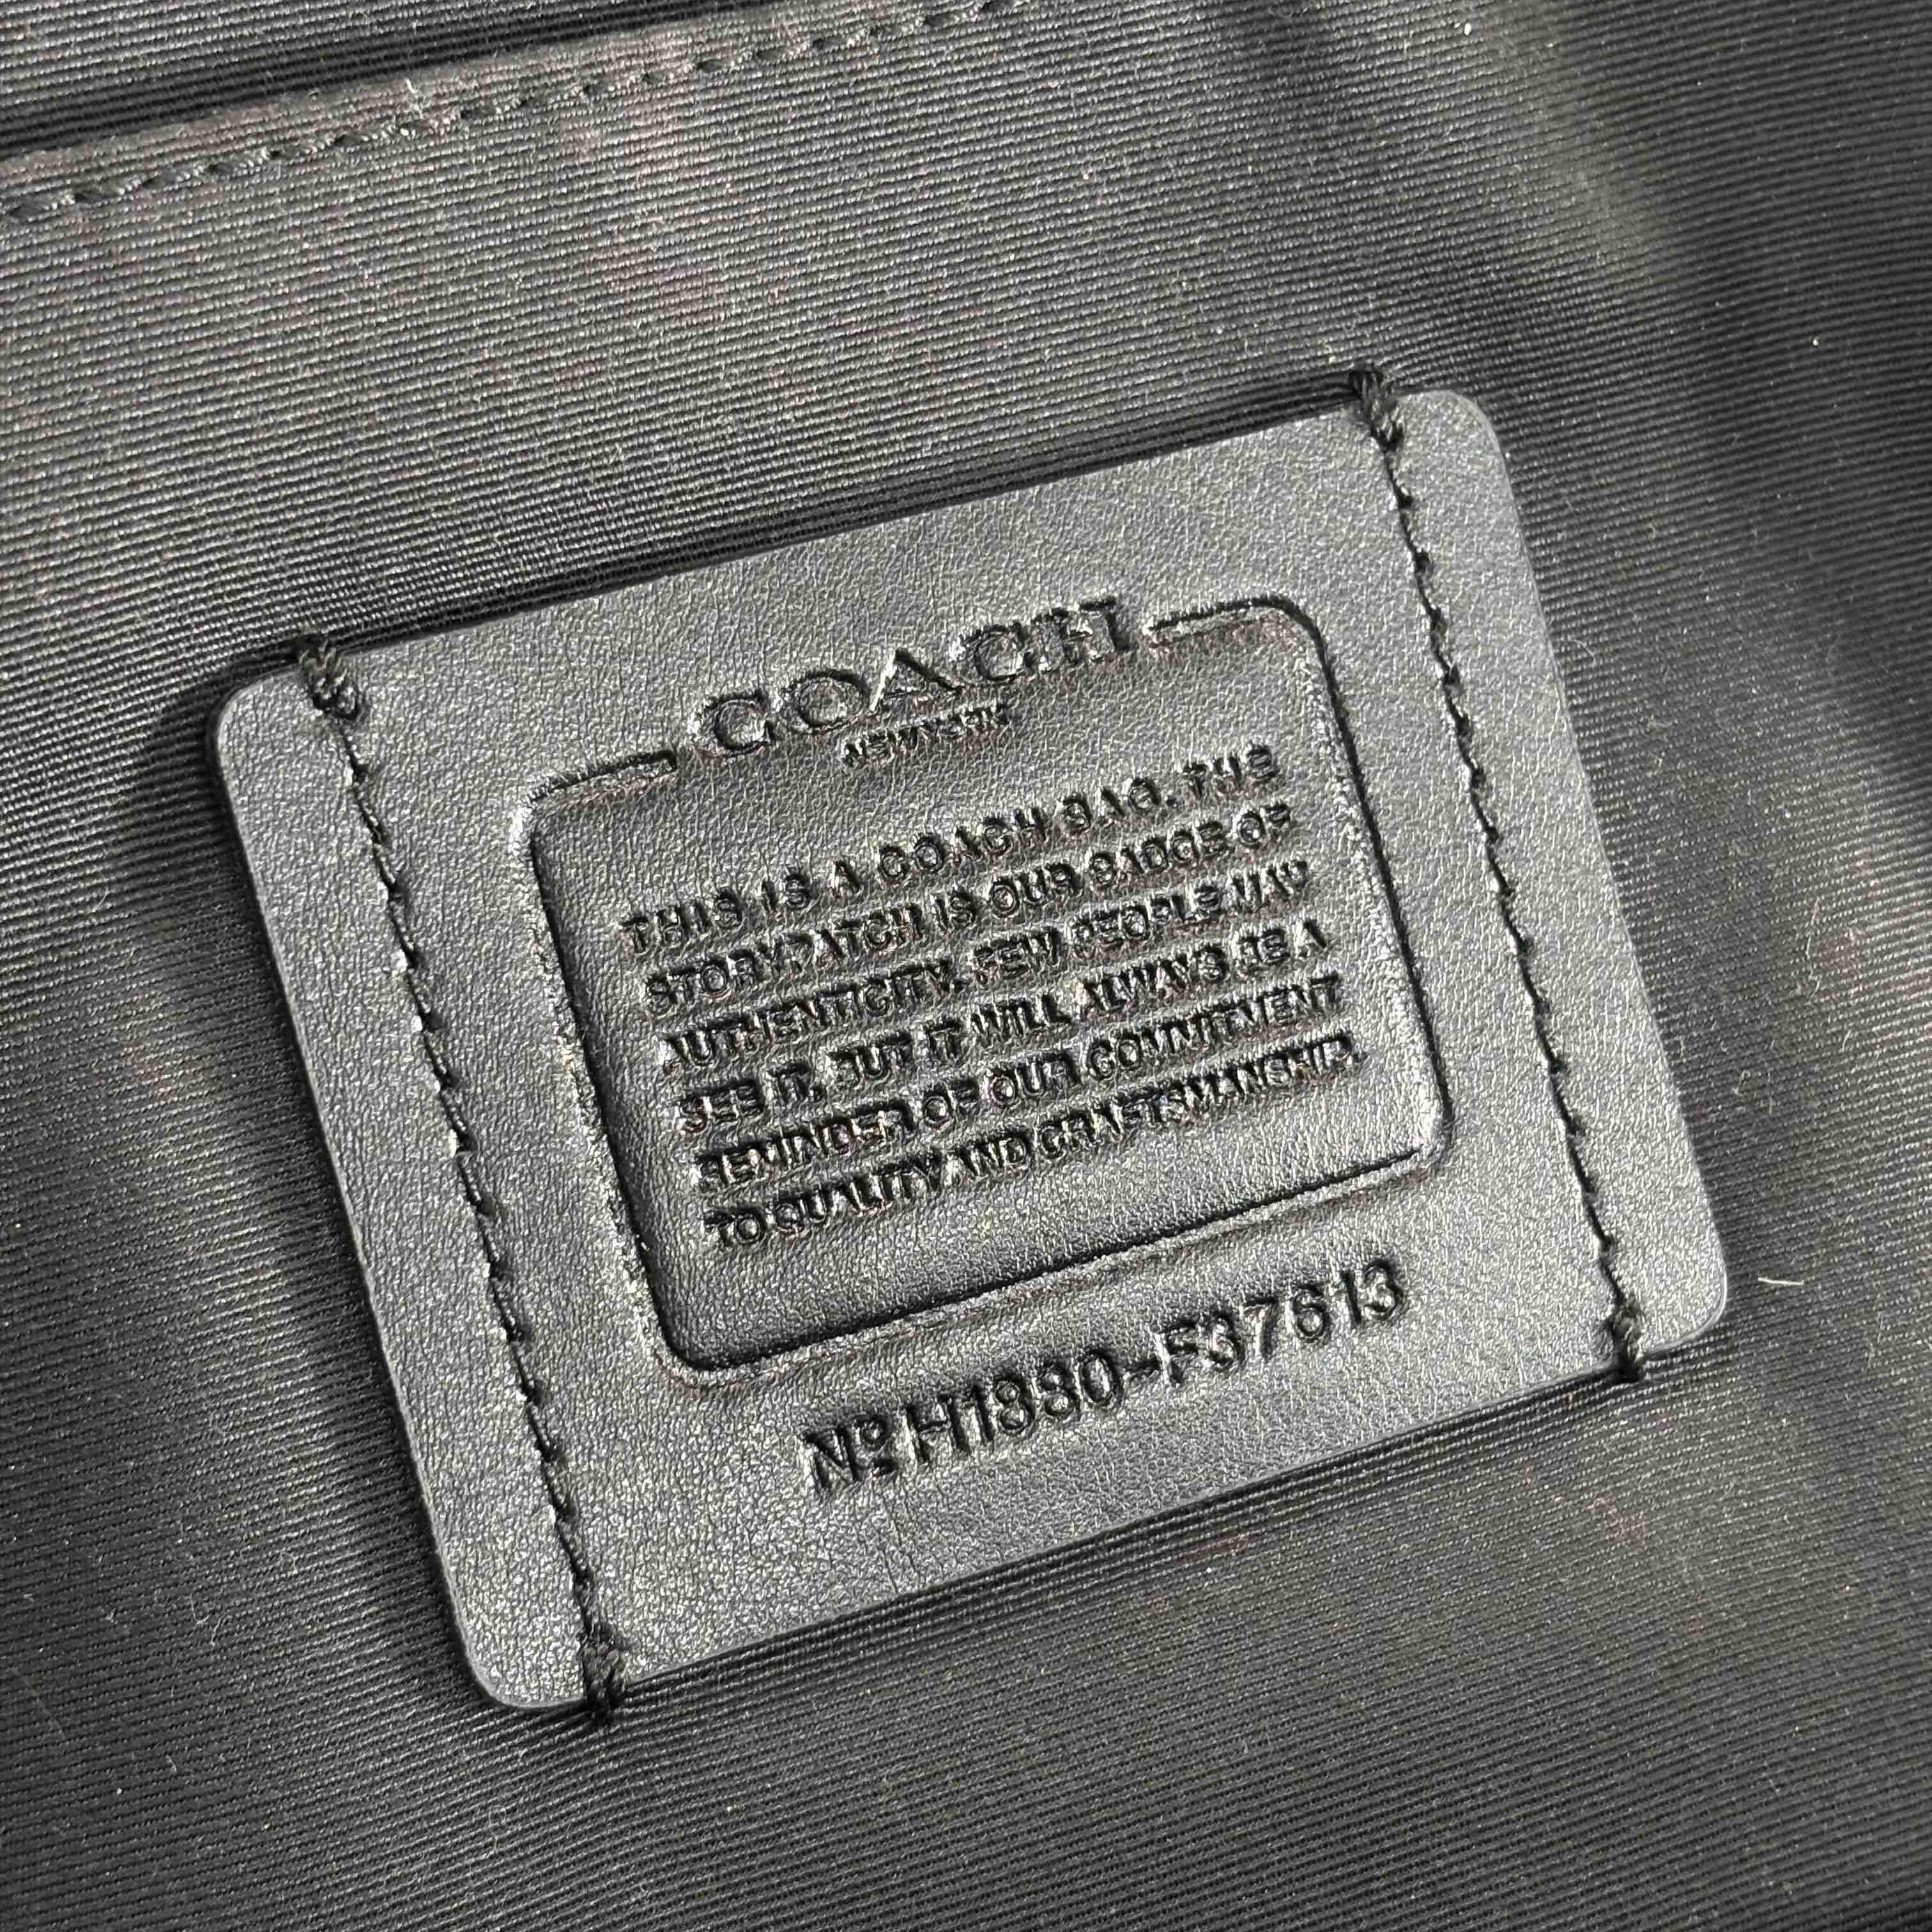 COACH
NEW YORK
THIS IS A COACH BAG. THIS
STORYPATCH IS OUR BADGE OF
AUTHENTICITY. FEW PEOPLE MAY
SEE IT, BUT IT WILL ALWAYS BE A
REMINDER OF OUR COMMITMENT
TO QUALITY AND CRAFTSMANSHIP.
Nº H1880-F37613